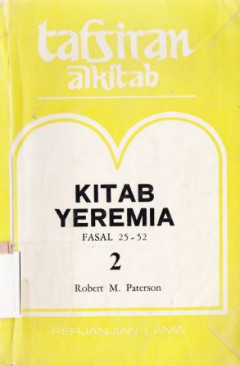 tafsiran
alkitab
KITAB
YEREMIA
FASAL 25-52
2
Robert M. Paterson
PERJANJIAN LAMA